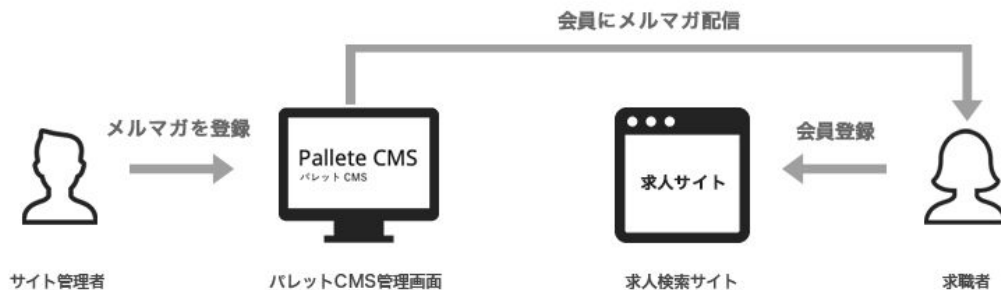 会員にメルマガ配信
メルマガを登録
Pallete CMS
パレット CMS
求人サイト
会員登録
サイト管理者
パレットCMS管理画面
求人検索サイト
求職者